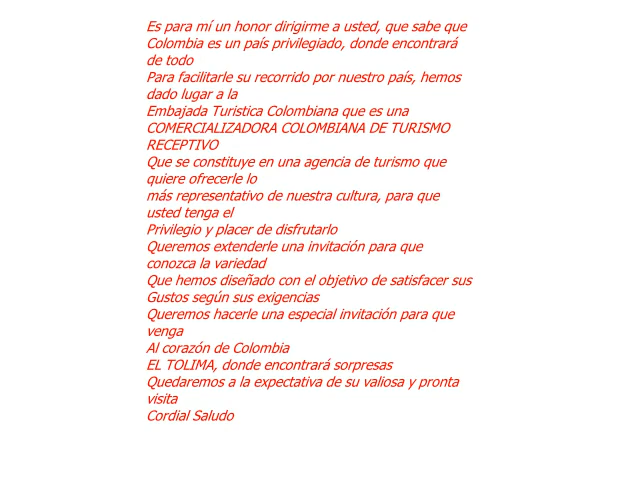 Es para mí un honor dirigirme a usted, que sabe que
Colombia es un país privilegiado, donde encontrará
de todo
Para facilitarle su recorrido por nuestro país, hemos
dado lugar a la
Embajada Turistica Colombiana que es una
COMERCIALIZADORA COLOMBIANA DE TURISMO
RECEPTIVO
Que se constituye en una agencia de turismo que
quiere ofrecerle lo
más representativo de nuestra cultura, para que
usted tenga el
Privilegio y placer de disfrutarlo
Queremos extenderle una invitación para que
conozca la variedad
Que hemos diseñado con el objetivo de satisfacer sus
Gustos según sus exigencias
Queremos hacerle una especial invitación para que
venga
Al corazón de Colombia
EL TOLIMA, donde encontrará sorpresas
Quedaremos a la expectativa de su valiosa y pronta
visita
Cordial Saludo